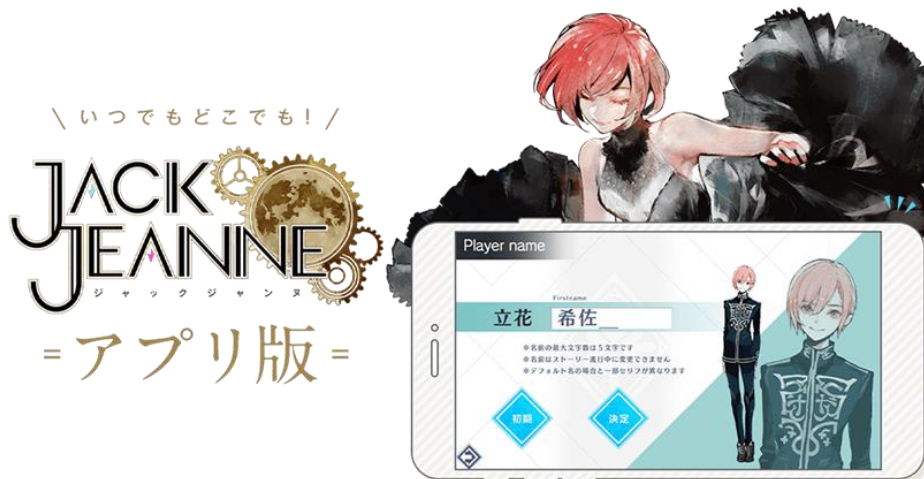 \ いつでもどこでも! /
JACK
JEANNE
ジャックジャンヌ
= アプリ版 =
Player name
Firstname
立花 希佐__
※名前の最大文字数は5文字です
※名前はストーリー進行中に変更できません
※デフォルト名の場合と一部セリフが異なります
初期
決定